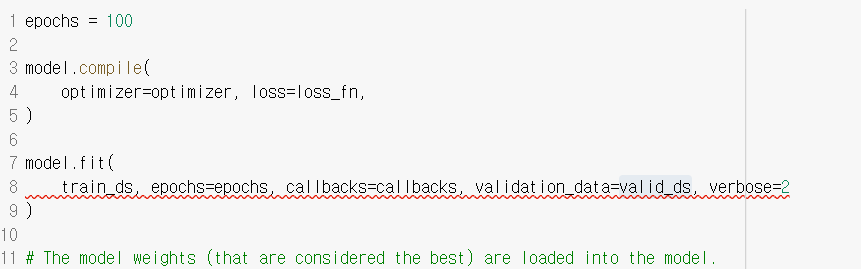 1 epochs = 100
2
3 model.compile(
4     optimizer=optimizer, loss=loss_fn,
5 )
6
7 model.fit(
8     train_ds, epochs=epochs, callbacks=callbacks, validation_data=valid_ds, verbose=2
9 )
10
11 # The model weights (that are considered the best) are loaded into the model.